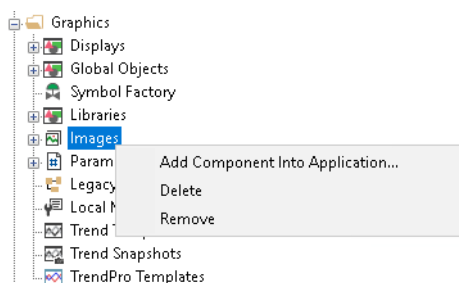 Graphics
Displays
Global Objects
Symbol Factory
Libraries
Images
Param
Add Component Into Application...
Legacy
Delete
Local
Remove
Trend
Trend Snapshots
TrendPro Templates